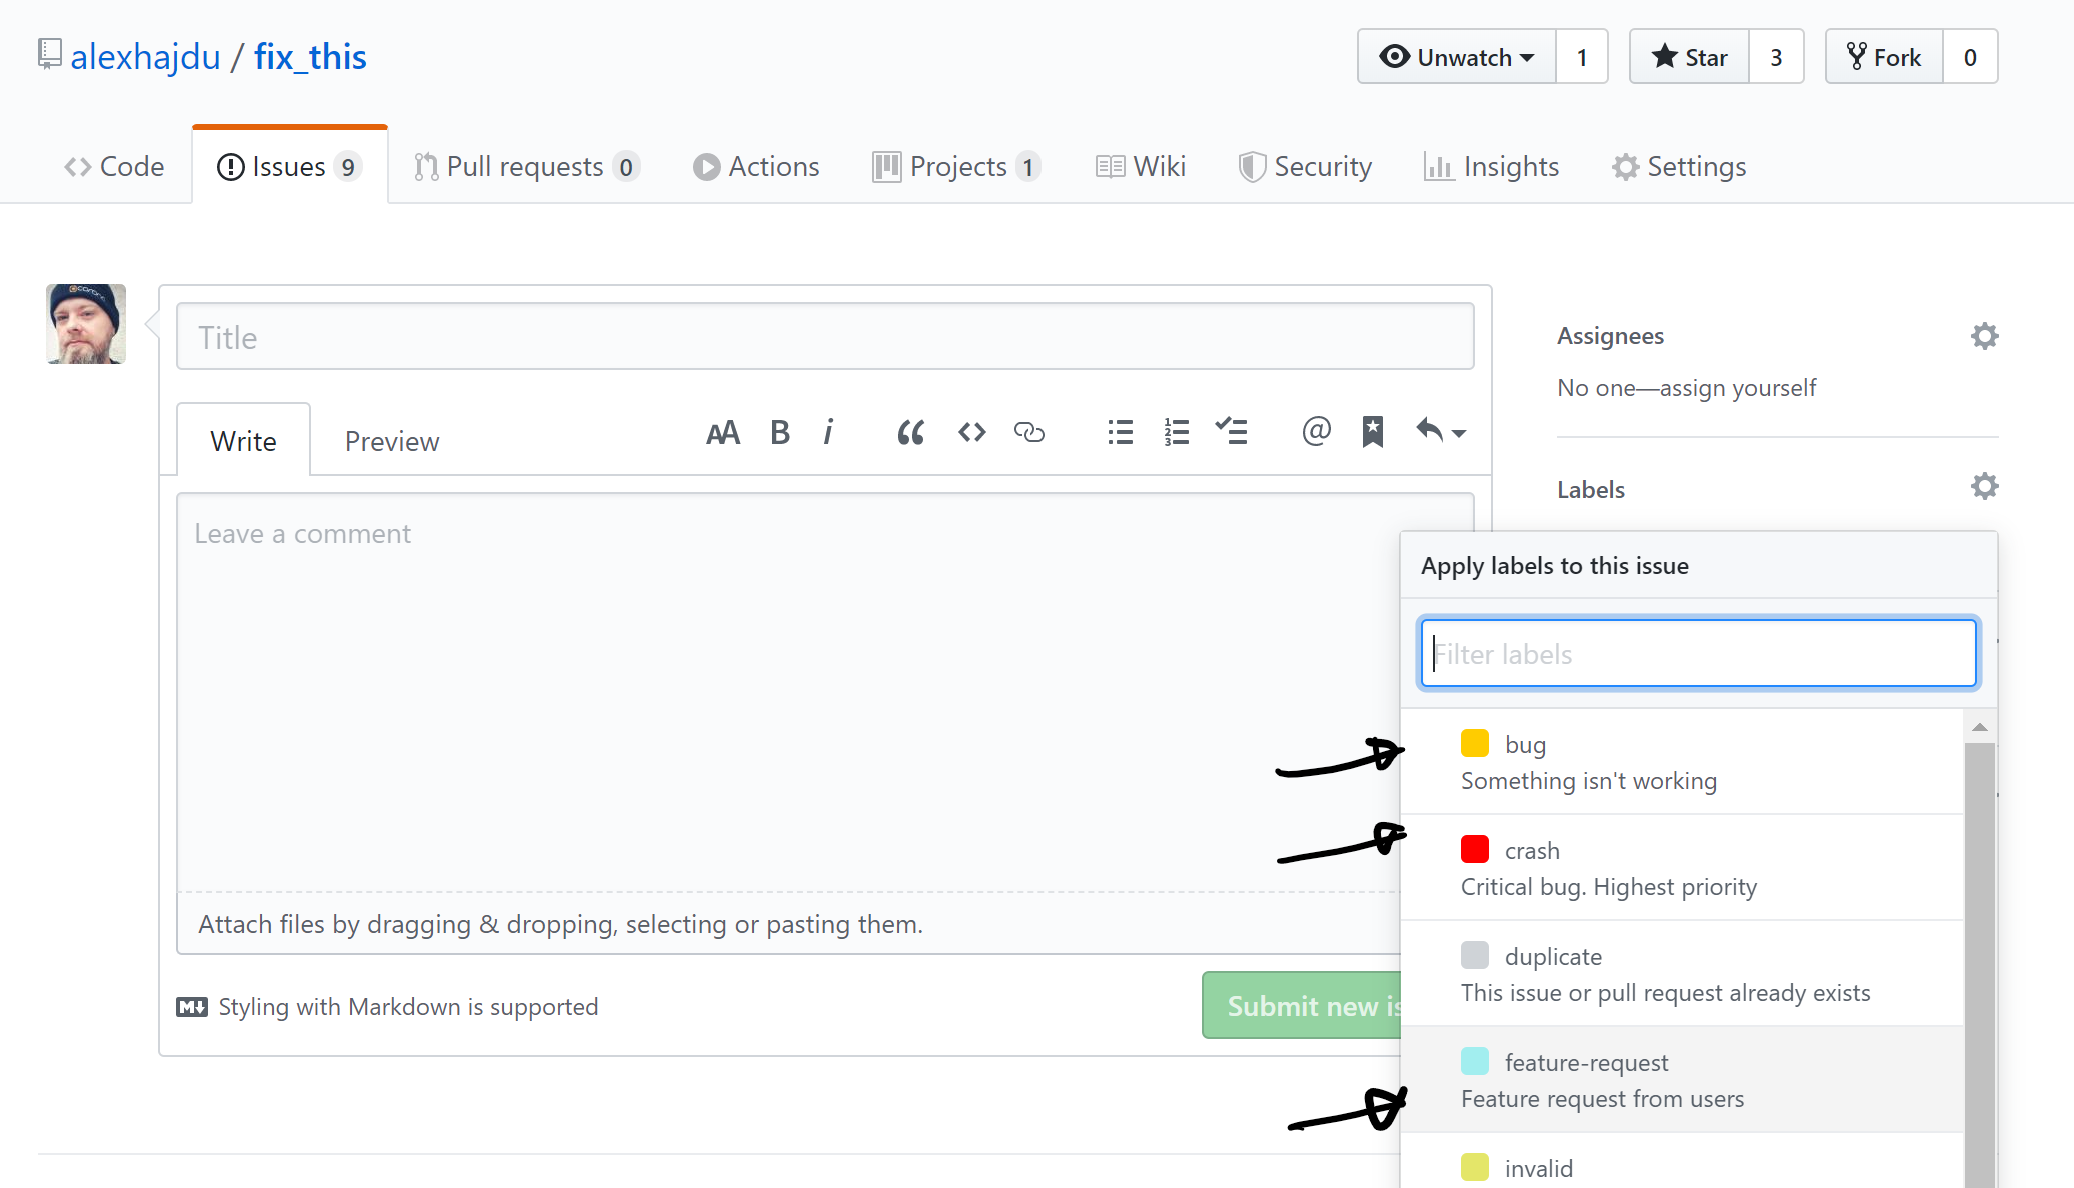 alexhajdu / fix_this
Unwatch 1 Star 3 Fork 0
Code Issues 9 Pull requests 0 Actions Projects 1 Wiki Security Insights Settings
Title
Write Preview AA B i @
Leave a comment
Attach files by dragging & dropping, selecting or pasting them.
M Styling with Markdown is supported
Submit new is
Assignees
No one—assign yourself
Labels
Apply labels to this issue
Filter labels
bug
Something isn't working
crash
Critical bug. Highest priority
duplicate
This issue or pull request already exists
feature-request
Feature request from users
invalid